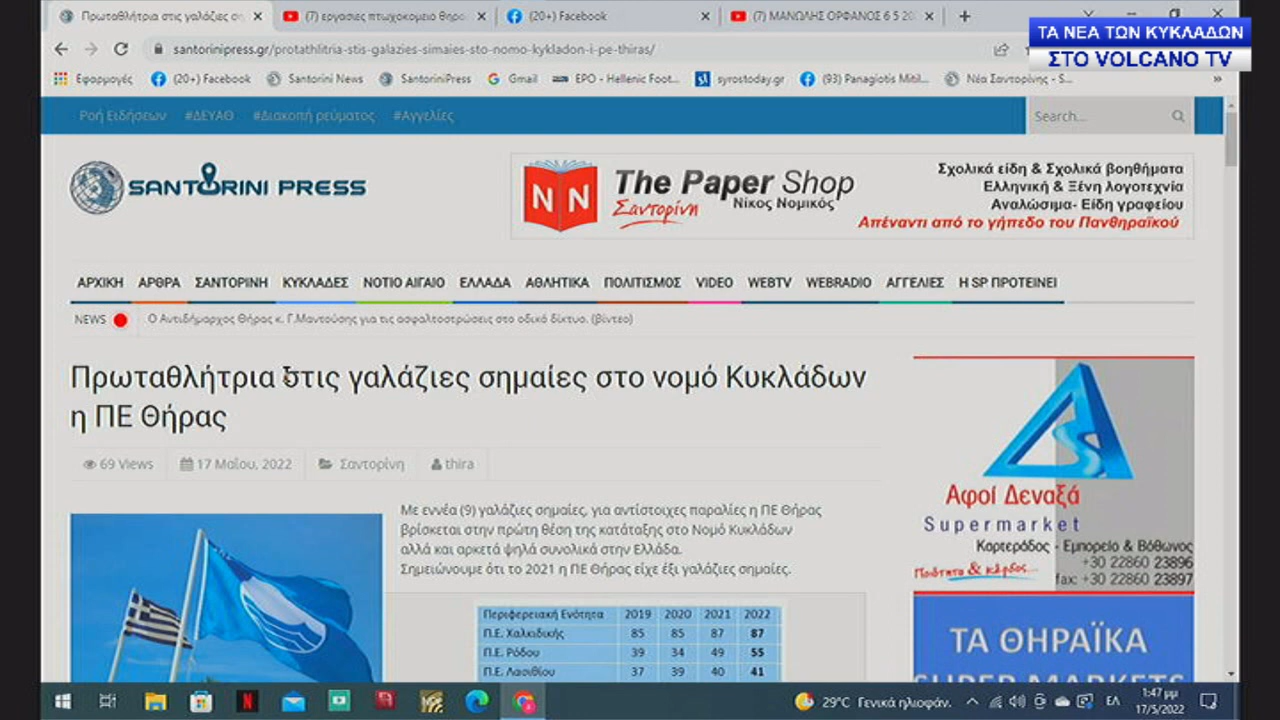 Πρωταθλήτρια στις γαλάζιες ση
(7) εργασιες πτωχοκομειο θηρα
(20+) Facebook
(7) ΜΑΝΩΛΗΣ ΟΡΦΑΝΟΣ 6 5 20
ΤΑ ΝΕΑ ΤΩΝ ΚΥΚΛΑΔΩΝ
ΣΤΟ VOLCANO TV
santorinipress.gr/protathlitria-stis-galazies-simaies-sto-nomo-kykladon-i-pe-thiras/
Εφαρμογές (20+) Facebook Santorini News SantoriniPress Gmail EPO - Hellenic Foot... syrostoday.gr (93) Panagiotis Mitil... Νέα Σαντορίνης - S...
Ροή Ειδήσεων #ΔΕΥΑΘ #Διακοπή ρεύματος #Αγγελίες
Search...
SANTORINI PRESS
NN
The Paper Shop
Σαντορίνη
Νίκος Νομικός
Σχολικά είδη & Σχολικά βοηθήματα
Ελληνική & Ξένη λογοτεχνία
Αναλώσιμα- Είδη γραφείου
Απέναντι από το γήπεδο του Πανθηραϊκού
ΑΡΧΙΚΗ ΑΡΘΡΑ ΣΑΝΤΟΡΙΝΗ ΚΥΚΛΑΔΕΣ ΝΟΤΙΟ ΑΙΓΑΙΟ ΕΛΛΑΔΑ ΑΘΛΗΤΙΚΑ ΠΟΛΙΤΙΣΜΟΣ VIDEO WEBTV WEBRADIO ΑΓΓΕΛΙΕΣ Η SP ΠΡΟΤΕΙΝΕΙ
NEWS Ο Αντιδήμαρχος Θήρας κ. Γ.Μαντούσης για τις ασφαλτοστρώσεις στο οδικό δίκτυο. (βίντεο)
Πρωταθλήτρια στις γαλάζιες σημαίες στο νομό Κυκλάδων
η ΠΕ Θήρας
69 Views 17 Μαΐου, 2022 Σαντορίνη thira
Με εννέα (9) γαλάζιες σημαίες, για αντίστοιχες παραλίες η ΠΕ Θήρας
βρίσκεται στην πρώτη θέση της κατάταξης στο Νομό Κυκλάδων
αλλά και αρκετά ψηλά συνολικά στην Ελλάδα.
Σημειώνουμε ότι το 2021 η ΠΕ Θήρας είχε έξι γαλάζιες σημαίες.
Περιφερειακή Ενότητα 2019 2020 2021 2022
Π.Ε. Χαλκιδικής 85 85 87 87
Π.Ε. Ρόδου 39 34 49 55
Π.Ε. Λασιθίου 37 39 40 41
Αφοί Δεναξά
Supermarket
Καρτεράδος - Εμπορείο & Βόθωνος
+30 22860 23896
Ποιότητα & κέρδος...
fax: +30 22860 23897
ΤΑ ΘΗΡΑΪΚΑ
SUPER MARKETS
29°C Γενικά ηλιοφάν.
ΕΛ
1:47 μμ
17/5/2022